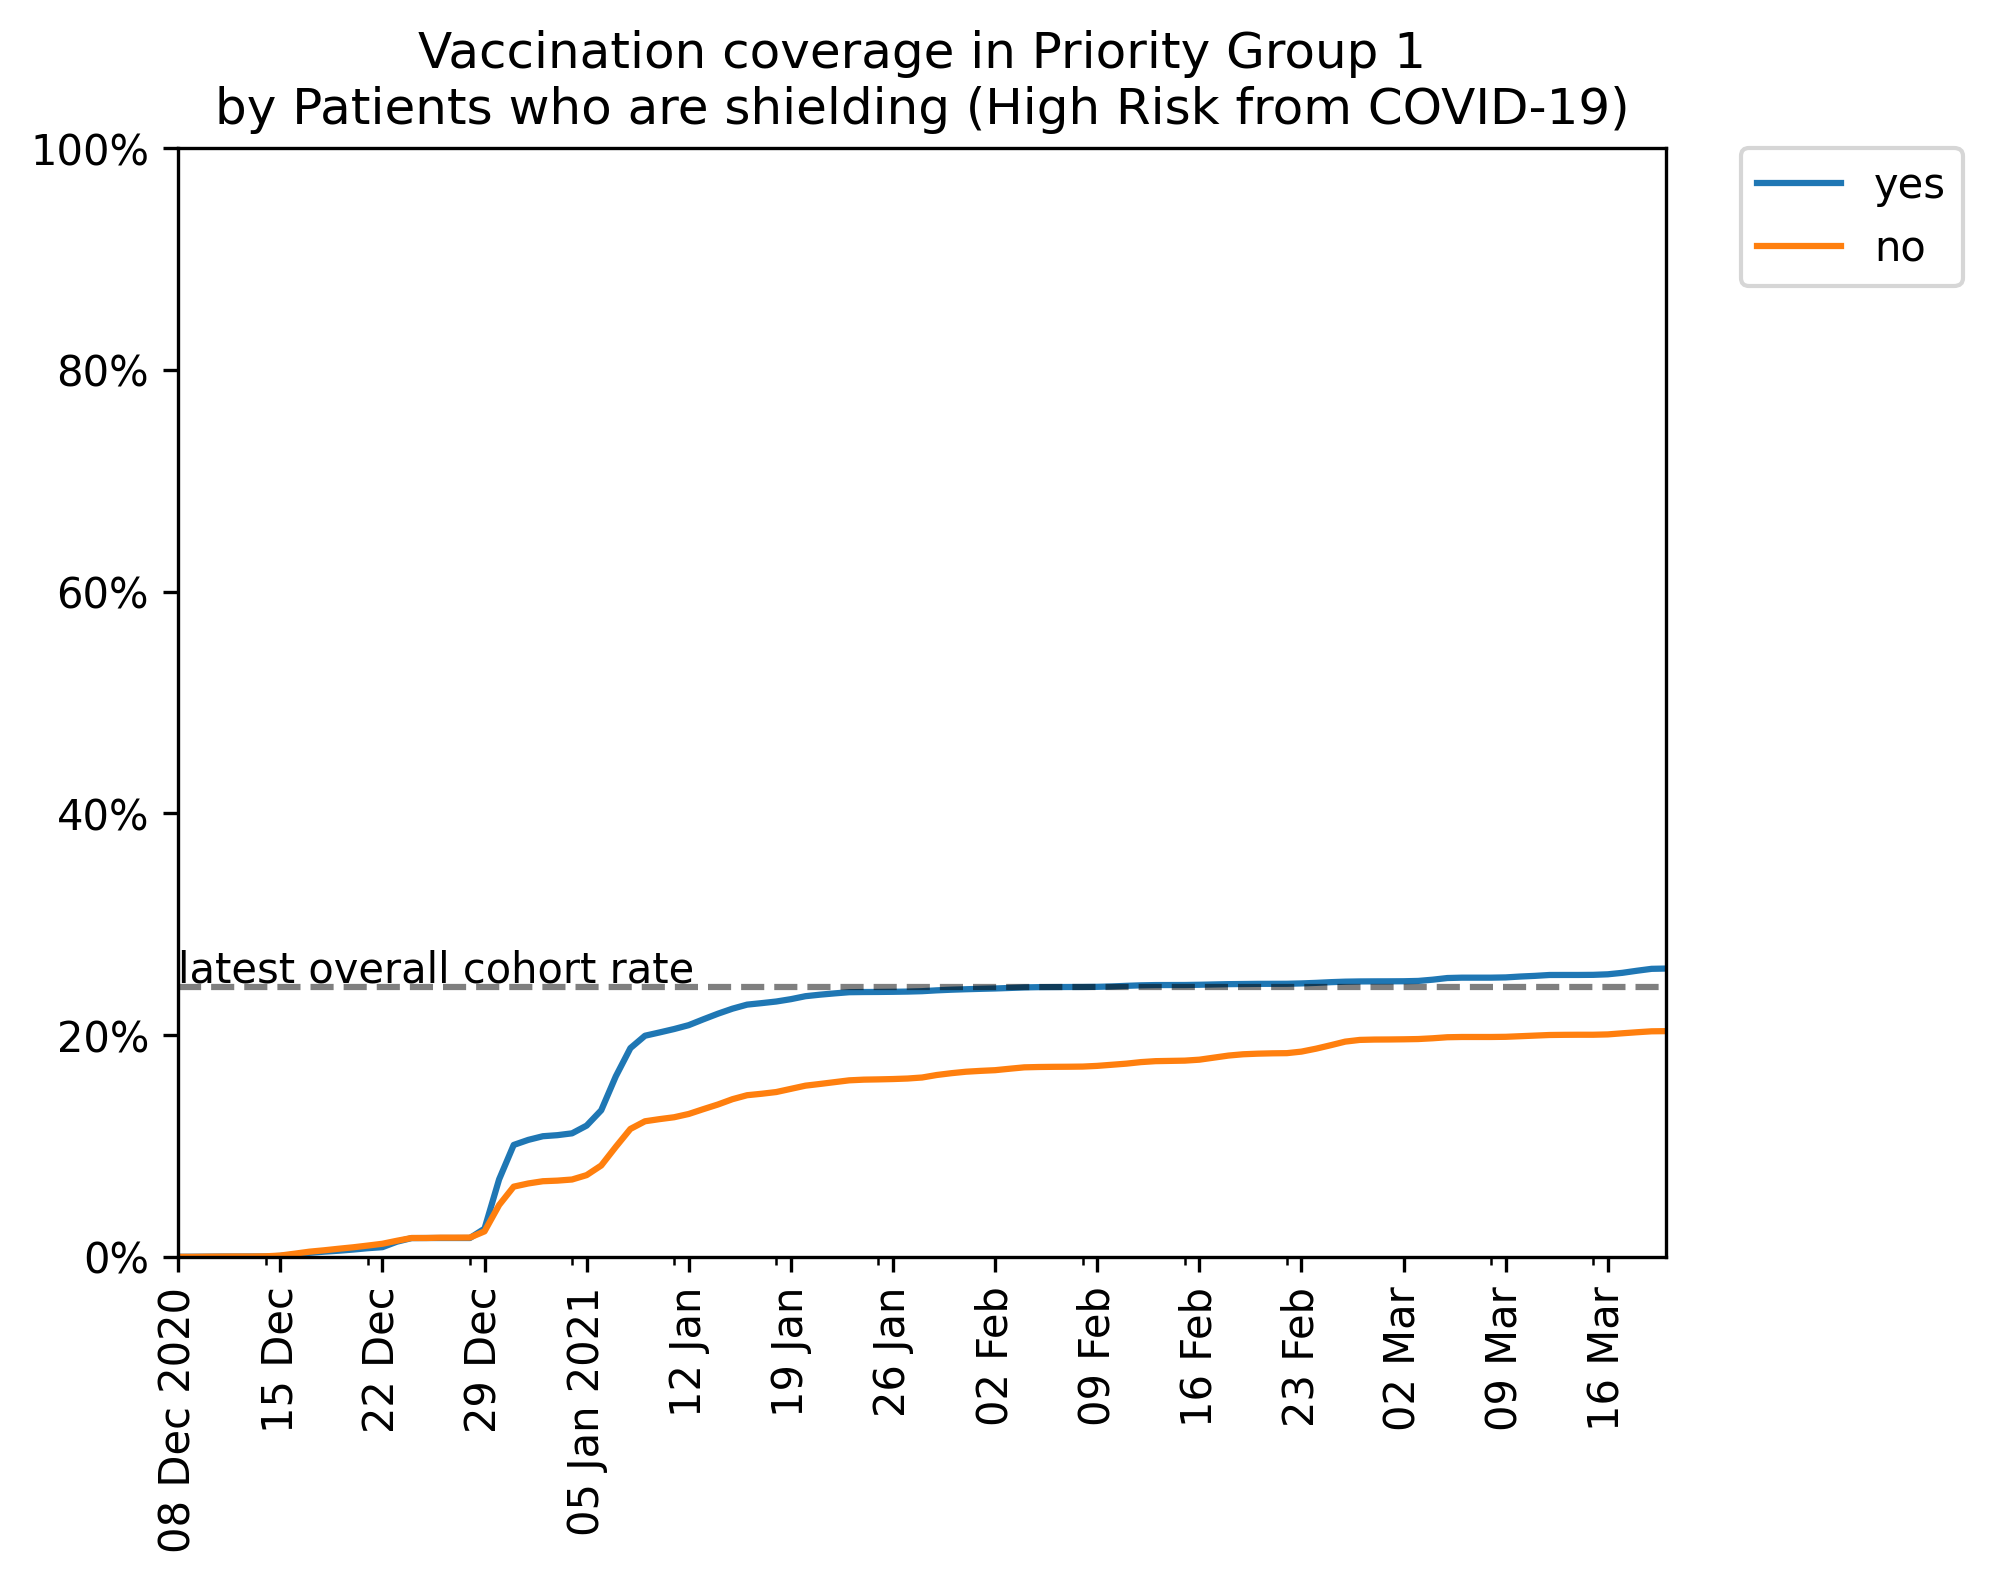 Vaccination coverage in Priority Group 1
by Patients who are shielding (High Risk from COVID-19)
100%
80%
60%
40%
20%
0%
latest overall cohort rate
yes
no
08 Dec 2020
15 Dec
22 Dec
29 Dec
05 Jan 2021
12 Jan
19 Jan
26 Jan
02 Feb
09 Feb
16 Feb
23 Feb
02 Mar
09 Mar
16 Mar